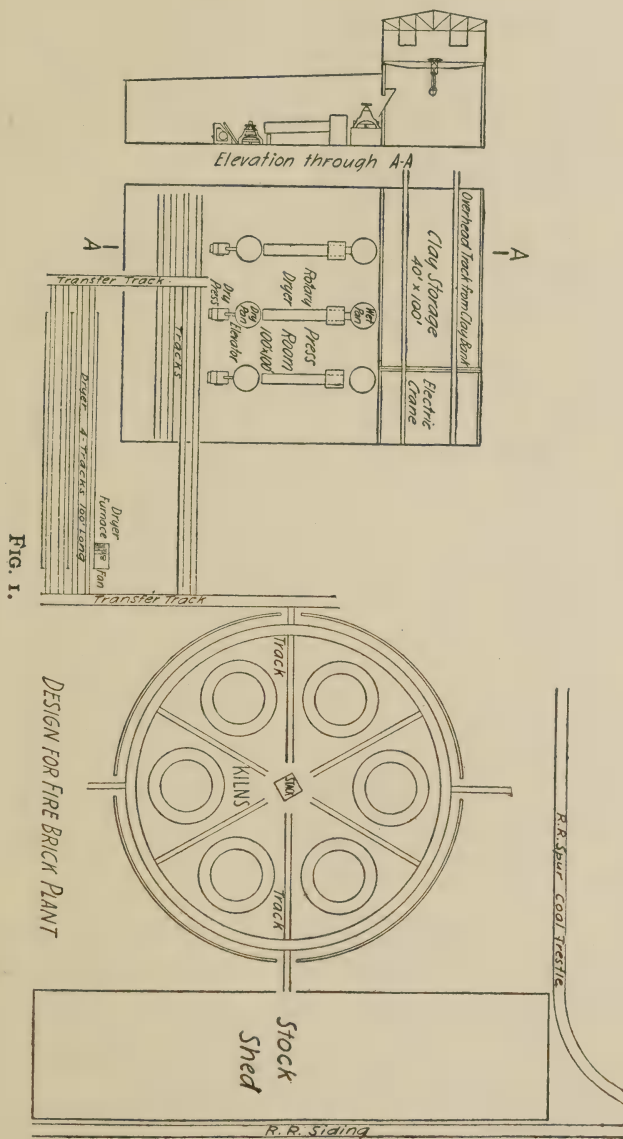 Elevation through A-A
A
A
Overhead Track from Clay Bank
Clay Storage
40' x 100'
Electric
Crane
Wet
Pan
Rotary
Dryer
Press
Room
100'x100'
Dry
Pan
Elevator
Dry
Press
Tracks
Transfer Track
Dryer 4-Tracks 100' Long
Dryer
Furnace
Fan
Transfer Track
Track
KILNS
STACK
Track
R.R. Spur Coal Trestle
Stock
Shed
R.R. Siding
DESIGN FOR FIRE BRICK PLANT
FIG. 1.